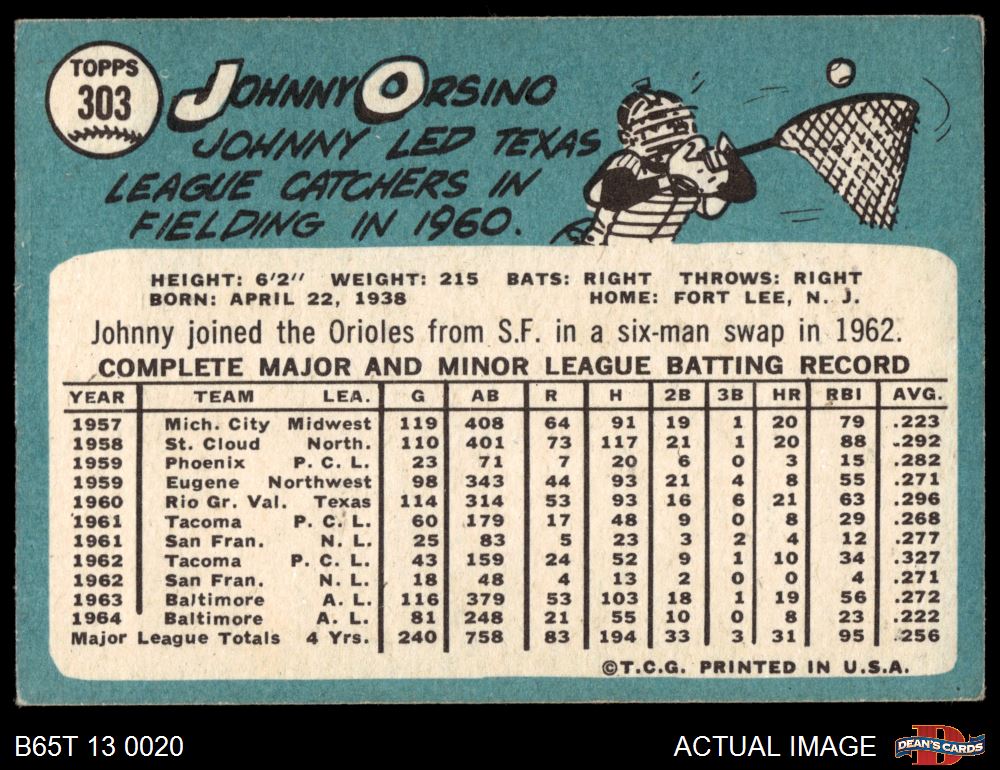 TOPPS
303
JOHNNY ORSINO
JOHNNY LED TEXAS
LEAGUE CATCHERS IN
FIELDING IN 1960.
HEIGHT: 6'2" WEIGHT: 215 BATS: RIGHT THROWS: RIGHT
BORN: APRIL 22, 1938 HOME: FORT LEE, N. J.
Johnny joined the Orioles from S.F. in a six-man swap in 1962.
COMPLETE MAJOR AND MINOR LEAGUE BATTING RECORD
YEAR TEAM LEA. G AB R H 2B 3B HR RBI AVG.
1957 Mich. City Midwest 119 408 64 91 19 1 20 79 .223
1958 St. Cloud North. 110 401 73 117 21 1 20 88 .292
1959 Phoenix P. C. L. 23 71 7 20 6 0 3 15 .282
1959 Eugene Northwest 98 343 44 93 21 4 8 55 .271
1960 Rio Gr. Val. Texas 114 314 53 93 16 6 21 63 .296
1961 Tacoma P. C. L. 60 179 17 48 9 0 8 29 .268
1961 San Fran. N. L. 25 83 5 23 3 2 4 12 .277
1962 Tacoma P. C. L. 43 159 24 52 9 1 10 34 .327
1962 San Fran. N. L. 18 48 4 13 2 0 0 4 .271
1963 Baltimore A. L. 116 379 53 103 18 1 19 56 .272
1964 Baltimore A. L. 81 248 21 55 10 0 8 23 .222
Major League Totals 4 Yrs. 240 758 83 194 33 3 31 95 .256
©T.C.G. PRINTED IN U.S.A.
B65T 13 0020 ACTUAL IMAGE DEAN'S CARDS